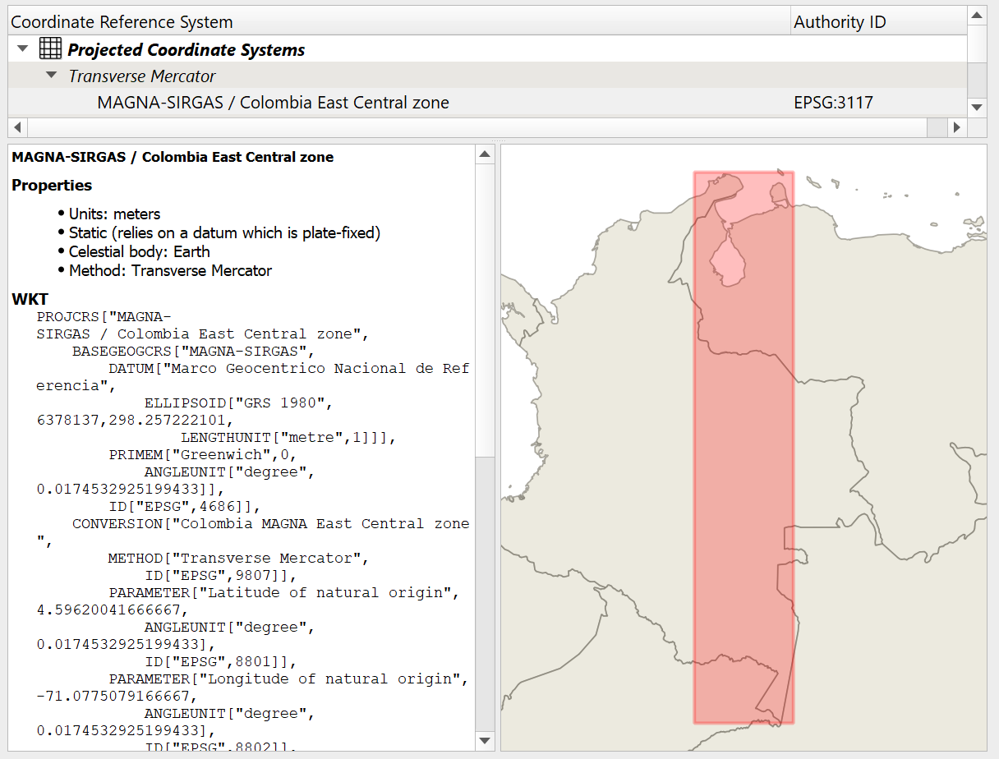 Coordinate Reference System Authority ID
Projected Coordinate Systems
Transverse Mercator
MAGNA-SIRGAS / Colombia East Central zone EPSG:3117
MAGNA-SIRGAS / Colombia East Central zone
Properties
• Units: meters
• Static (relies on a datum which is plate-fixed)
• Celestial body: Earth
• Method: Transverse Mercator
WKT
PROJCRS["MAGNA-
SIRGAS / Colombia East Central zone",
BASEGEOGCRS["MAGNA-SIRGAS",
DATUM["Marco Geocentrico Nacional de Ref
erencia",
ELLIPSOID["GRS 1980",
6378137,298.257222101,
LENGTHUNIT["metre",1]]],
PRIMEM["Greenwich",0,
ANGLEUNIT["degree",
0.0174532925199433]],
ID["EPSG",4686]],
CONVERSION["Colombia MAGNA East Central zone
",
METHOD["Transverse Mercator",
ID["EPSG",9807]],
PARAMETER["Latitude of natural origin",
4.59620041666667,
ANGLEUNIT["degree",
0.0174532925199433],
ID["EPSG",8801]],
PARAMETER["Longitude of natural origin",
-71.0775079166667,
ANGLEUNIT["degree",
0.0174532925199433],
ID["EPSG",8802]],